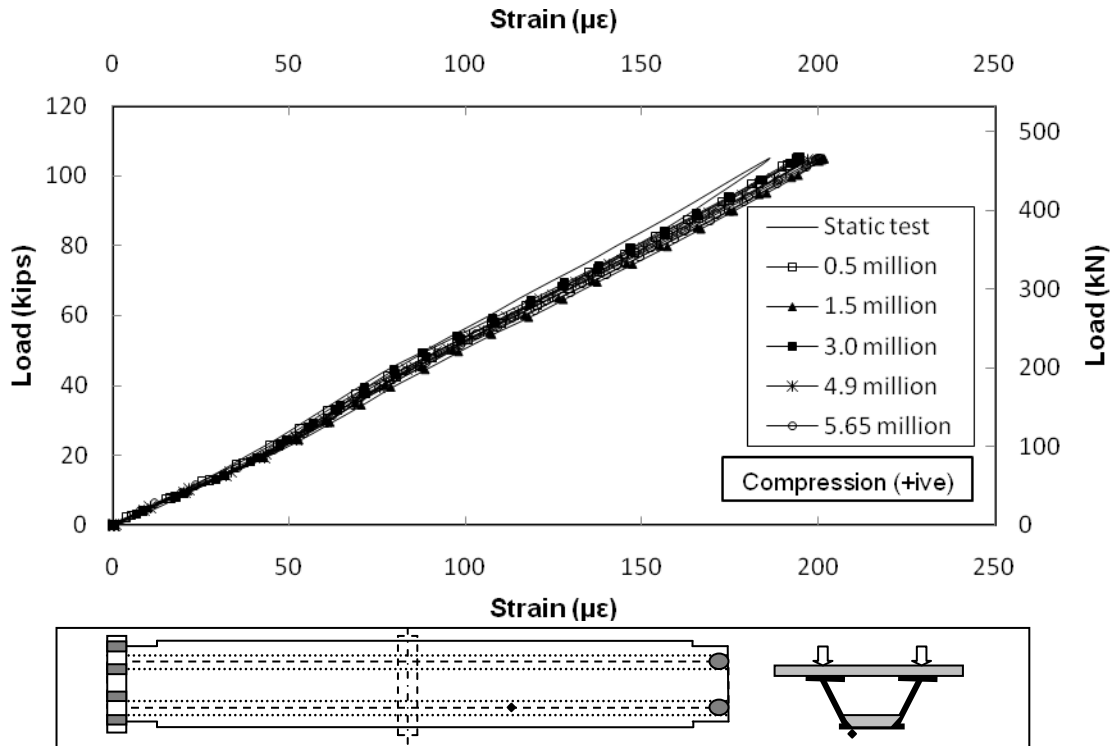 Strain (µε)
0 50 100 150 200 250
120
100
80
60
40
20
0
Load (kips)
500
400
300
200
100
0
Load (kN)
Static test
0.5 million
1.5 million
3.0 million
4.9 million
5.65 million
Compression (+ive)
0 50 100 150 200 250
Strain (µε)